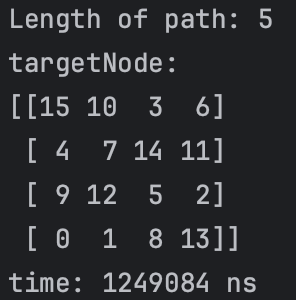 Length of path: 5
targetNode:
[[15 10  3  6]
 [ 4  7 14 11]
 [ 9 12  5  2]
 [ 0  1  8 13]]
time: 1249084 ns